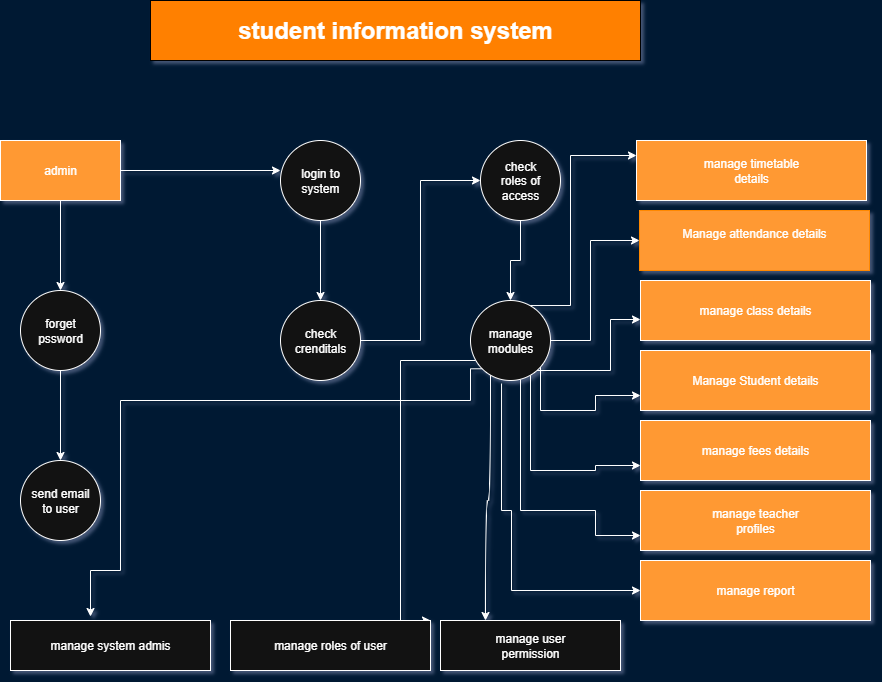 student information system
admin
login to
system
check
roles of
access
manage timetable
details
Manage attendance details
manage class details
forget
pssword
check
crenditals
manage
modules
Manage Student details
manage fees details
send email
to user
manage teacher
profiles
manage report
manage system admis
manage roles of user
manage user
permission